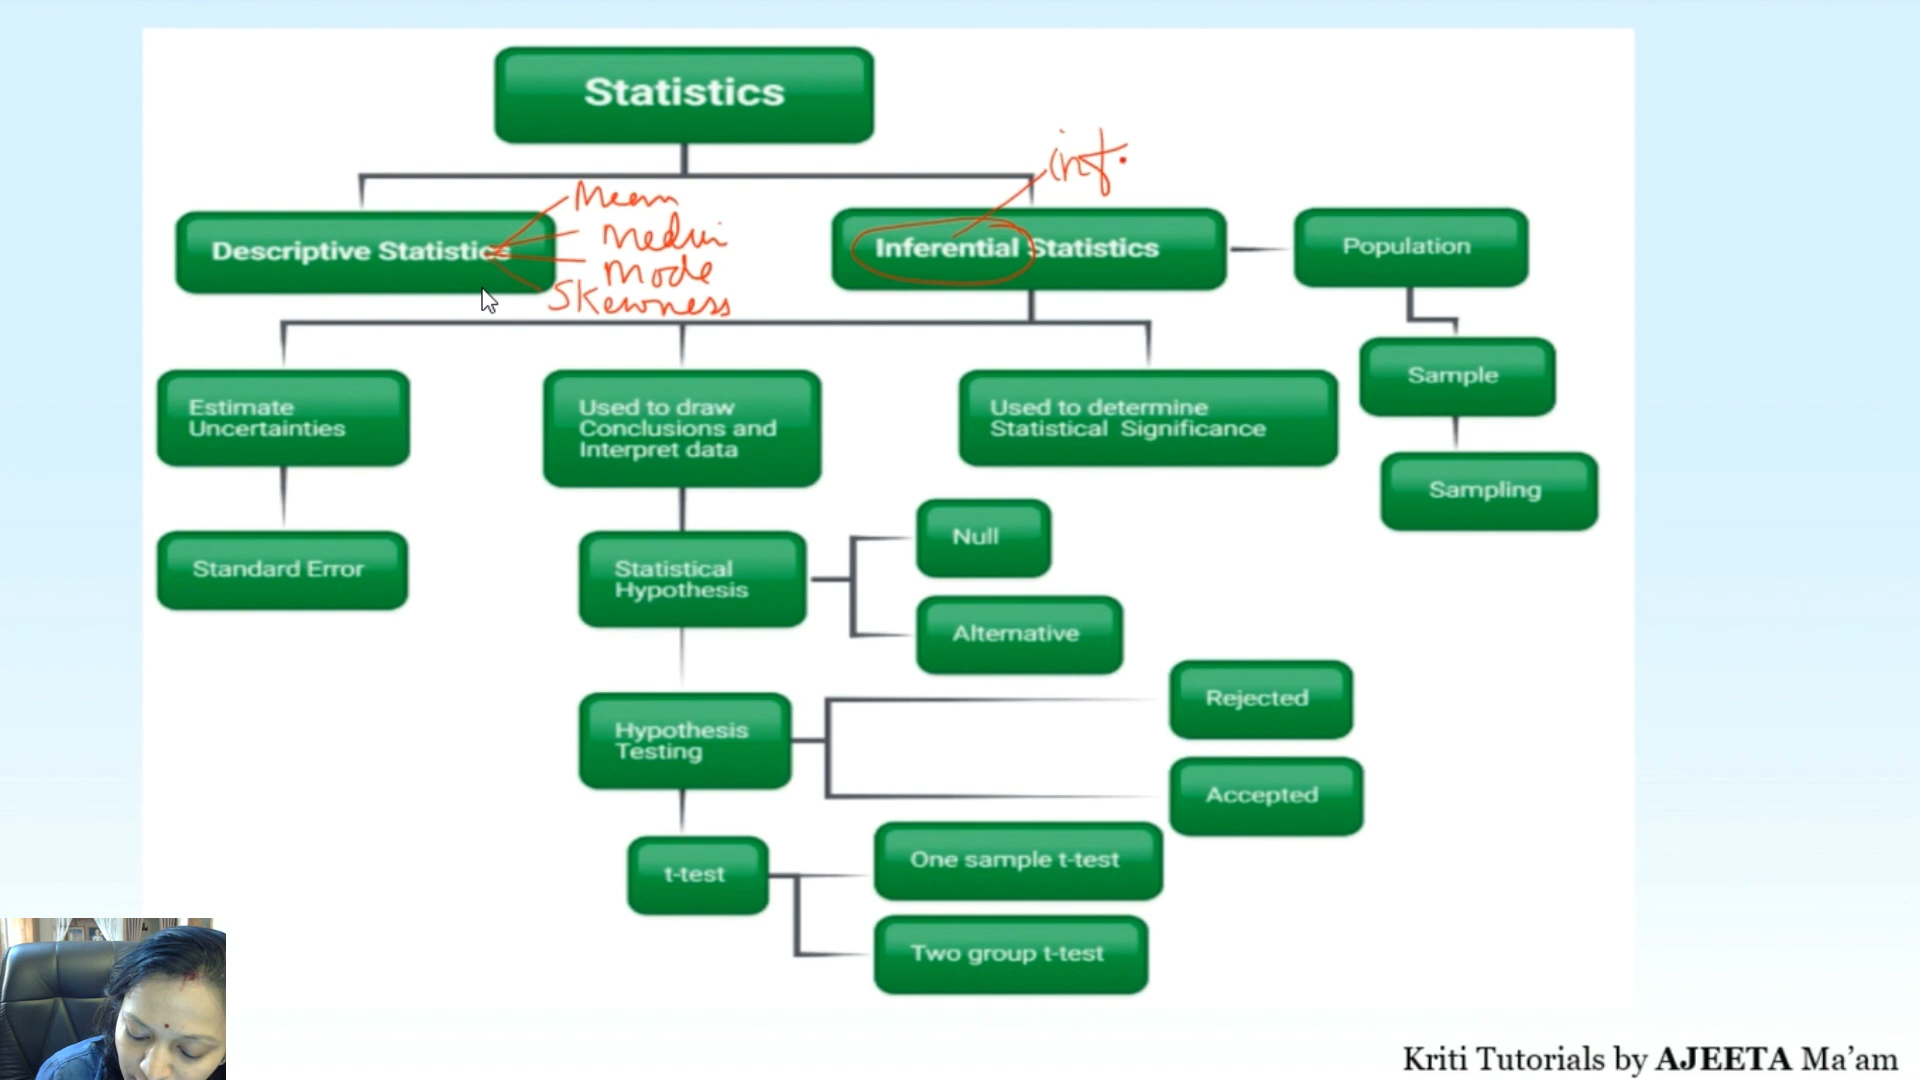 Statistics
inf.
Descriptive Statistics
Mean
Medin
Mode
Skewness
Inferential Statistics
Population
Sample
Sampling
Estimate
Uncertainties
Used to draw
Conclusions and
Interpret data
Used to determine
Statistical Significance
Standard Error
Statistical
Hypothesis
Null
Alternative
Hypothesis
Testing
Rejected
Accepted
t-test
One sample t-test
Two group t-test
Kriti Tutorials by AJEETA Ma'am